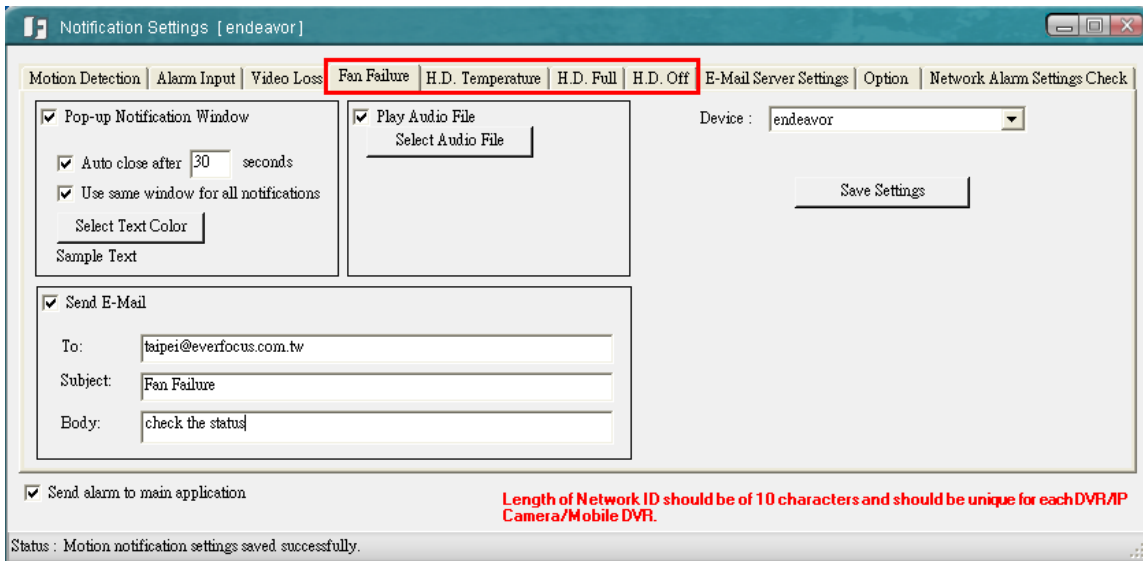 Notification Settings [endeavor]
Motion Detection Alarm Input Video Loss Fan Failure H.D. Temperature H.D. Full H.D. Off E-Mail Server Settings Option Network Alarm Settings Check
Pop-up Notification Window
Auto close after 30 seconds
Use same window for all notifications
Select Text Color
Sample Text
Play Audio File
Select Audio File
Device : endeavor
Save Settings
Send E-Mail
To: taipei@everfocus.com.tw
Subject: Fan Failure
Body: check the status
Send alarm to main application
Length of Network ID should be of 10 characters and should be unique for each DVR/IP
Camera/Mobile DVR.
Status : Motion notification settings saved successfully.